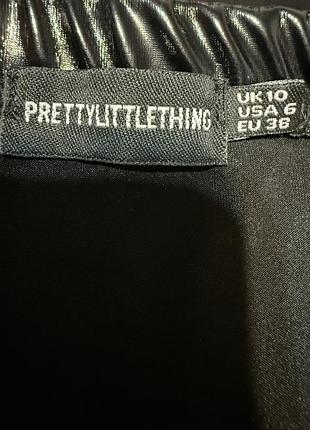 PRETTYLITTLETHING
UK 10
USA 6
EU 38